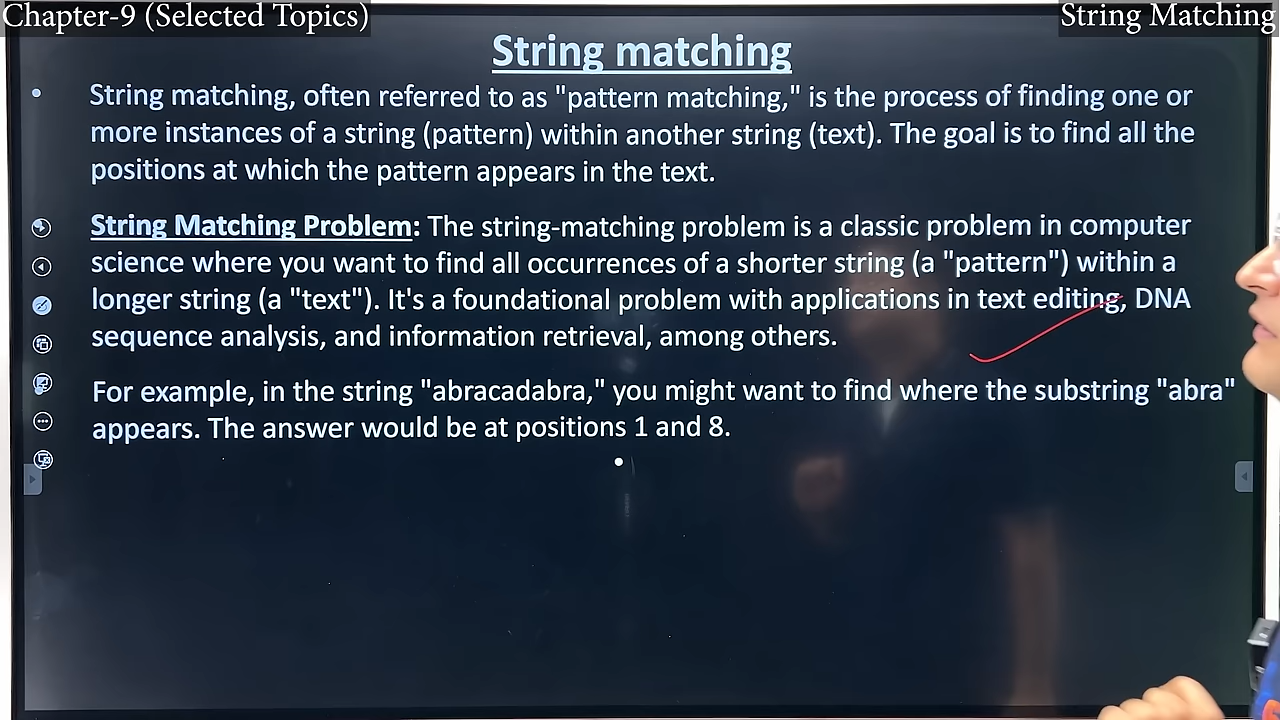 Chapter-9 (Selected Topics)
String Matching
String matching
• String matching, often referred to as "pattern matching," is the process of finding one or
more instances of a string (pattern) within another string (text). The goal is to find all the
positions at which the pattern appears in the text.
String Matching Problem: The string-matching problem is a classic problem in computer
science where you want to find all occurrences of a shorter string (a "pattern") within a
longer string (a "text"). It's a foundational problem with applications in text editing, DNA
sequence analysis, and information retrieval, among others.
For example, in the string "abracadabra," you might want to find where the substring "abra"
appears. The answer would be at positions 1 and 8.